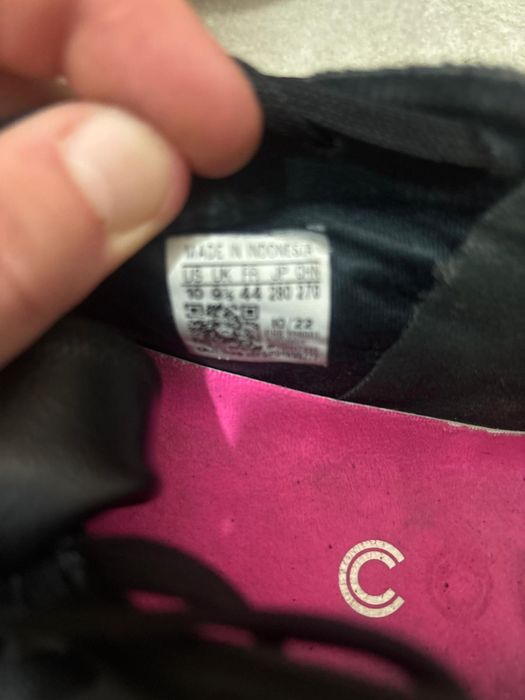 MADE IN INDONESIA
US UK FR JP CHN
10 9½ 44 280 270
10/22
C